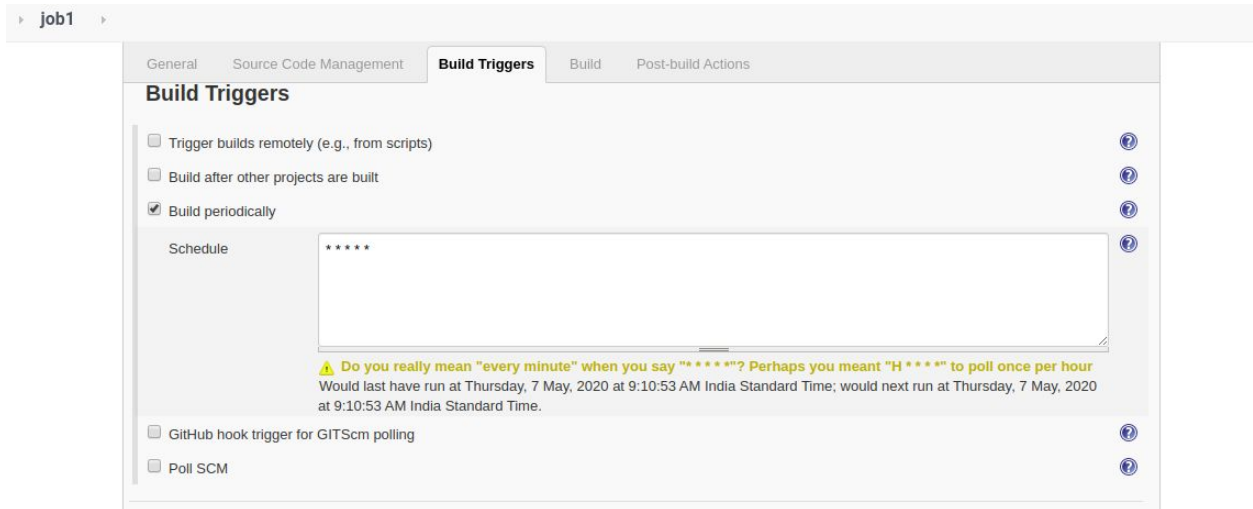 job1
General Source Code Management Build Triggers Build Post-build Actions
Build Triggers
Trigger builds remotely (e.g., from scripts)
Build after other projects are built
Build periodically
Schedule * * * * *
Do you really mean "every minute" when you say "* * * * *"? Perhaps you meant "H * * * *" to poll once per hour
Would last have run at Thursday, 7 May, 2020 at 9:10:53 AM India Standard Time; would next run at Thursday, 7 May, 2020
at 9:10:53 AM India Standard Time.
GitHub hook trigger for GITScm polling
Poll SCM